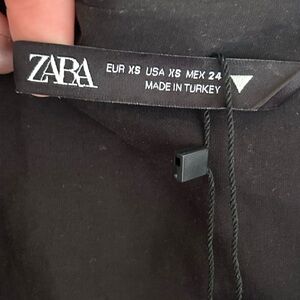 ZARA
EUR XS USA XS MEX 24
MADE IN TURKEY